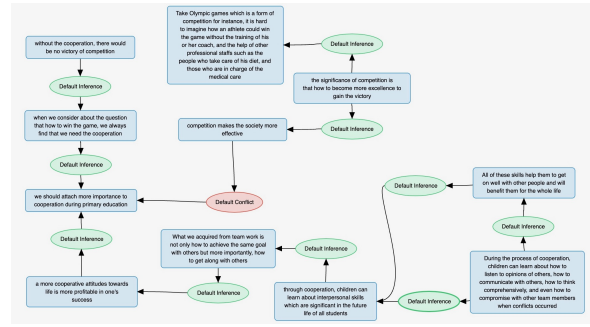 without the cooperation, there would
be no victory of competition
Default Inference
when we consider about the question
that how to win the game, we always
find that we need the cooperation
Default Inference
we should attach more importance to
cooperation during primary education
Default Inference
a more cooperative attitudes towards
life is more profitable in one's
success
Take Olympic games which is a form of
competition for instance, it is hard
to imagine how an athlete could win
the game without the training of his
or her coach, and the help of other
professional staffs such as the
people who take care of his diet, and
those who are in charge of the
medical care
Default Inference
the significance of competition is
that how to become more excellence to
gain the victory
Default Inference
competition makes the society more
effective
Default Conflict
What we acquired from team work is
not only how to achieve the same goal
with others but more importantly, how
to get along with others
Default Inference
Default Inference
through cooperation, children can
learn about interpersonal skills
which are significant in the future
life of all students
Default Inference
All of these skills help them to get
on well with other people and will
benefit them for the whole life
Default Inference
During the process of cooperation,
children can learn about how to
listen to opinions of others, how to
communicate with others, how to think
comprehensively, and even how to
compromise with other team members
when conflicts occurred
Default Inference